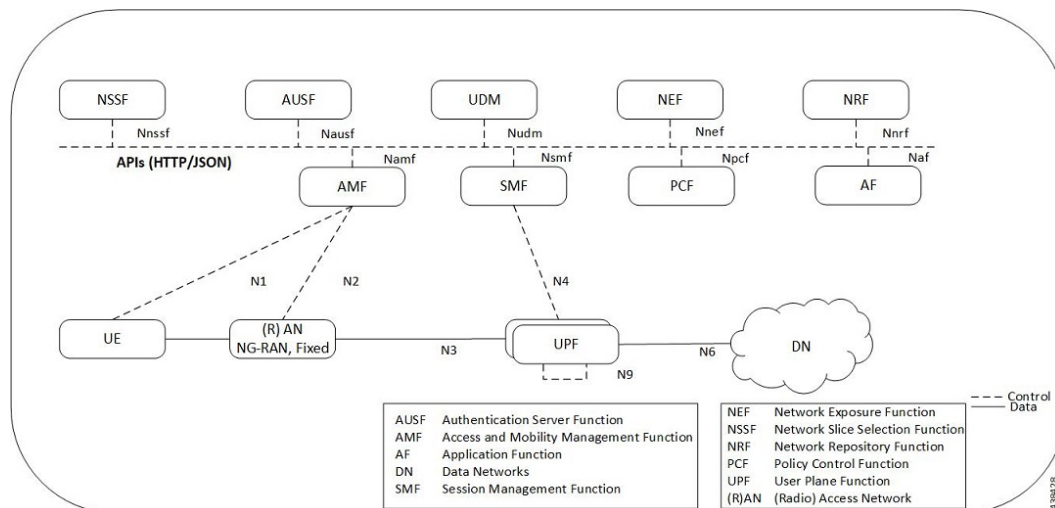 NSSF
AUSF
UDM
NEF
NRF
Nnssf
Nausf
Nudm
Nnef
Nnrf
APIs (HTTP/JSON)
Namf
Nsmf
Npcf
Naf
AMF
SMF
PCF
AF
N1
N2
N4
UE
(R) AN
NG-RAN, Fixed
N3
UPF
N6
DN
N9
Control
Data
AUSF Authentication Server Function
AMF Access and Mobility Management Function
AF Application Function
DN Data Networks
SMF Session Management Function
NEF Network Exposure Function
NSSF Network Slice Selection Function
NRF Network Repository Function
PCF Policy Control Function
UPF User Plane Function
(R)AN (Radio) Access Network